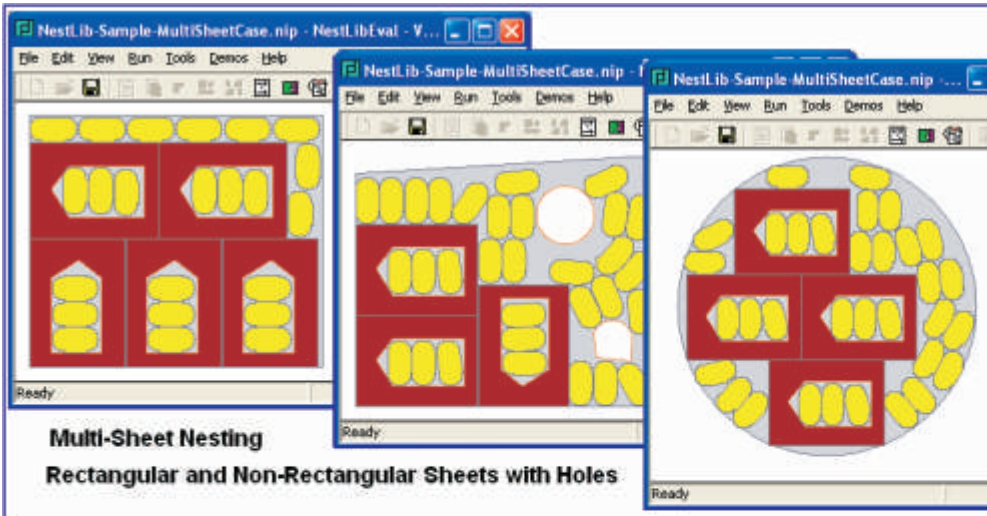 NestLib-Sample-MultiSheetCase.nip - NestLibEval - V...
File Edit View Run Tools Demos Help
Ready
NestLib-Sample-MultiSheetCase.nip -
File Edit View Run Tools Demos Help
Ready
NestLib-Sample-MultiSheetCase.nip - ...
File Edit View Run Tools Demos Help
Ready
Multi-Sheet Nesting
Rectangular and Non-Rectangular Sheets with Holes